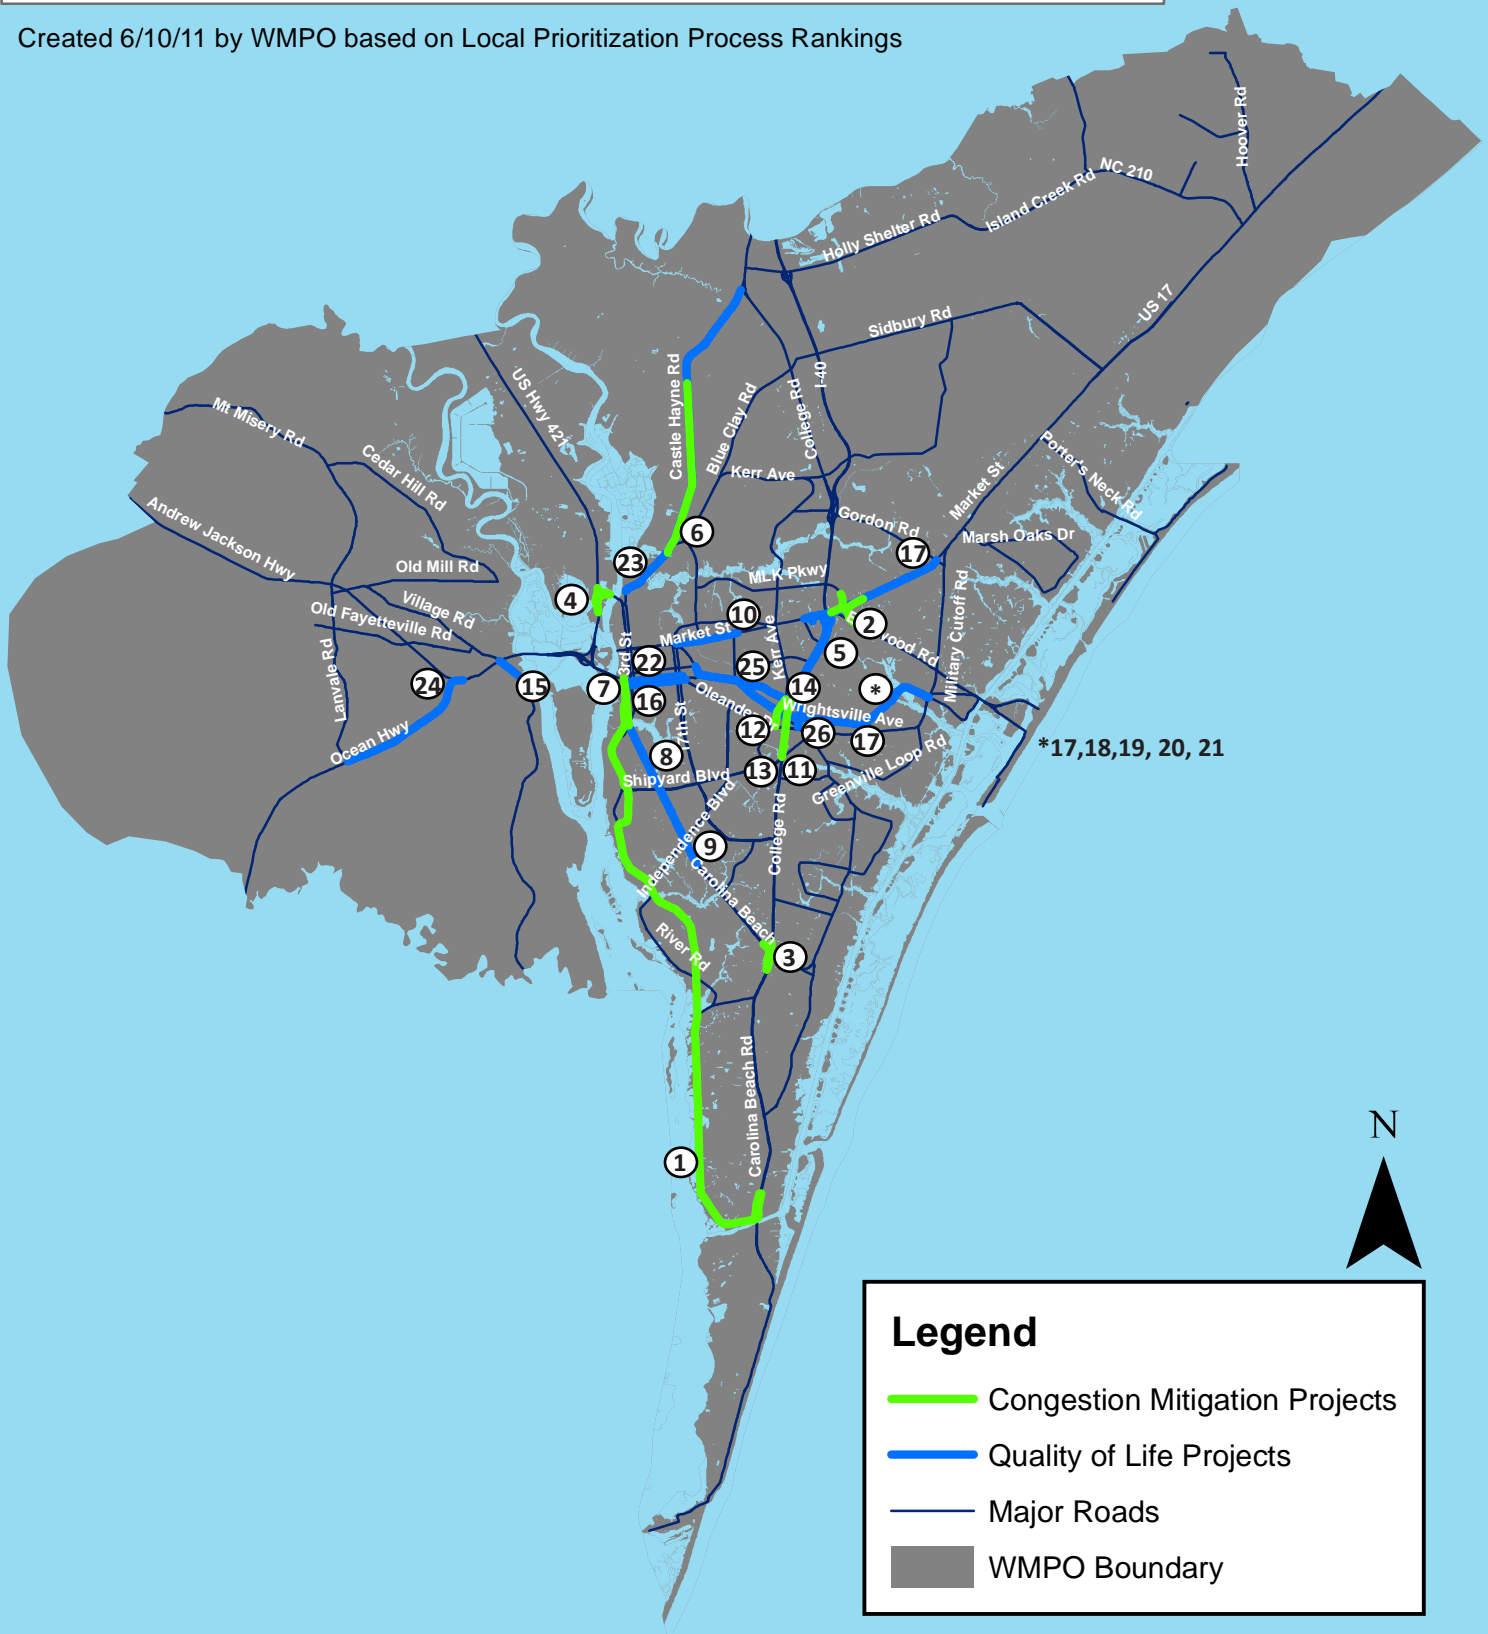 Created 6/10/11 by WMPO based on Local Prioritization Process Rankings
Hoover Rd
NC 210
Island Creek Rd
Holly Shelter Rd
US 17
Sidbury Rd
I-40
Castle Hayne Rd
US Hwy 421
Blue Clay Rd
College Rd
Mt Misery Rd
Cedar Hill Rd
Porter's Neck Rd
Kerr Ave
Market St
Andrew Jackson Hwy
Gordon Rd
Marsh Oaks Dr
6
17
23
Old Mill Rd
MLK Pkwy
4
Village Rd
Old Fayetteville Rd
10
2
Military Cutoff Rd
Market St
3rd St
Kerr Ave
5
Lanvale Rd
22
25
24
15
7
14
*
16
Oleander
Wrightsville Ave
17th St
12
26
17
*17,18,19, 20, 21
Ocean Hwy
8
Shipyard Blvd
13
11
Greenville Loop Rd
Independence Blvd
9
College Rd
Carolina Beach
River Rd
3
Carolina Beach Rd
1
N
Legend
Congestion Mitigation Projects
Quality of Life Projects
Major Roads
WMPO Boundary